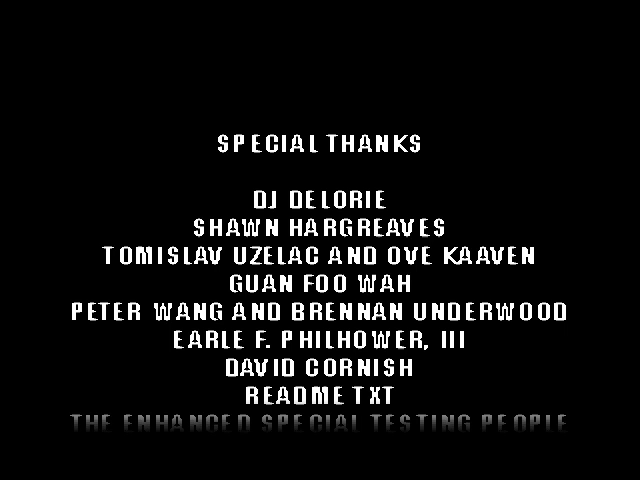 SPECIAL THANKS
DJ DELORIE
SHAWN HARGREAVES
TOMISLAV UZELAC AND OVE KAAVEN
GUAN FOO WAH
PETER WANG AND BRENNAN UNDERWOOD
EARLE F. PHILHOWER, III
DAVID CORNISH
README TXT
THE ENHANCED SPECIAL TESTING PEOPLE